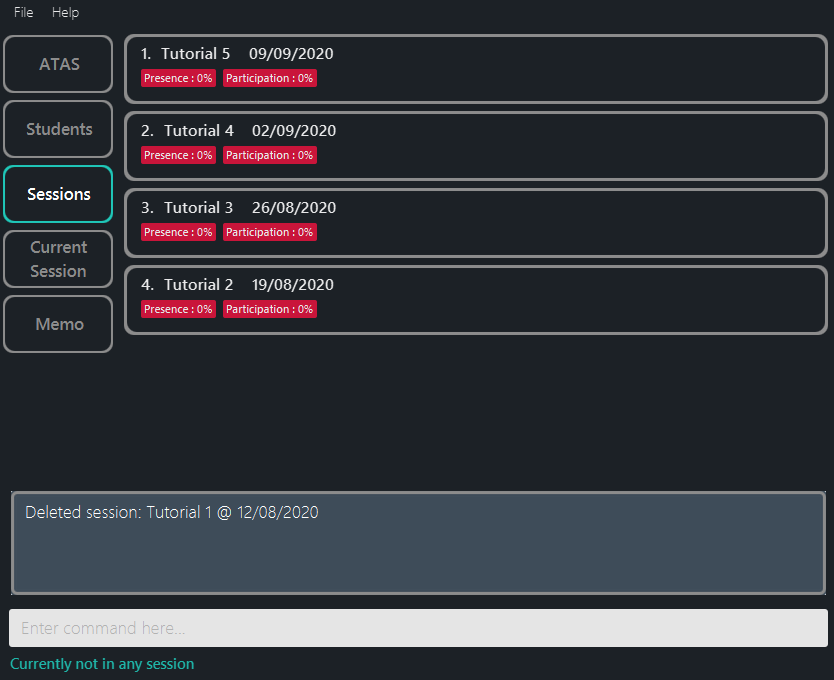 File Help
ATAS
Students
Sessions
Current
Session
Memo
1. Tutorial 5 09/09/2020
Presence : 0% Participation : 0%
2. Tutorial 4 02/09/2020
Presence : 0% Participation : 0%
3. Tutorial 3 26/08/2020
Presence : 0% Participation : 0%
4. Tutorial 2 19/08/2020
Presence : 0% Participation : 0%
Deleted session: Tutorial 1 @ 12/08/2020
Enter command here...
Currently not in any session